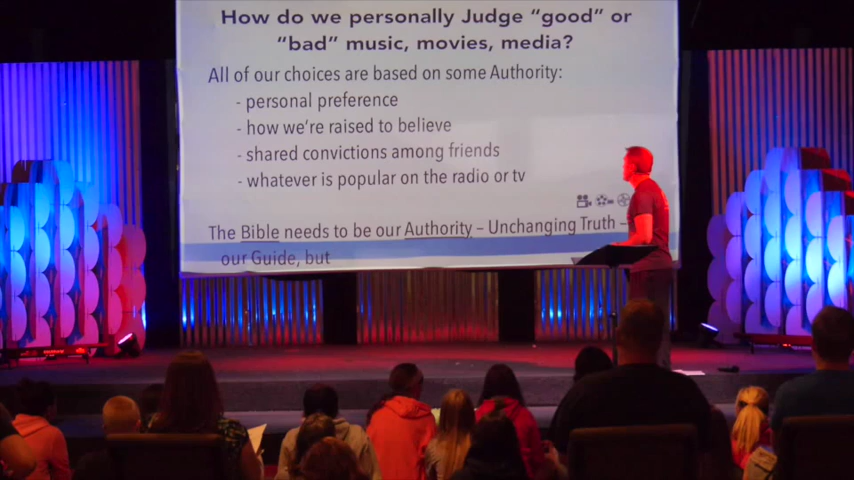 How do we personally Judge “good” or
“bad” music, movies, media?
All of our choices are based on some Authority:
- personal preference
- how we’re raised to believe
- shared convictions among friends
- whatever is popular on the radio or tv
The Bible needs to be our Authority – Unchanging Truth –
our Guide, but